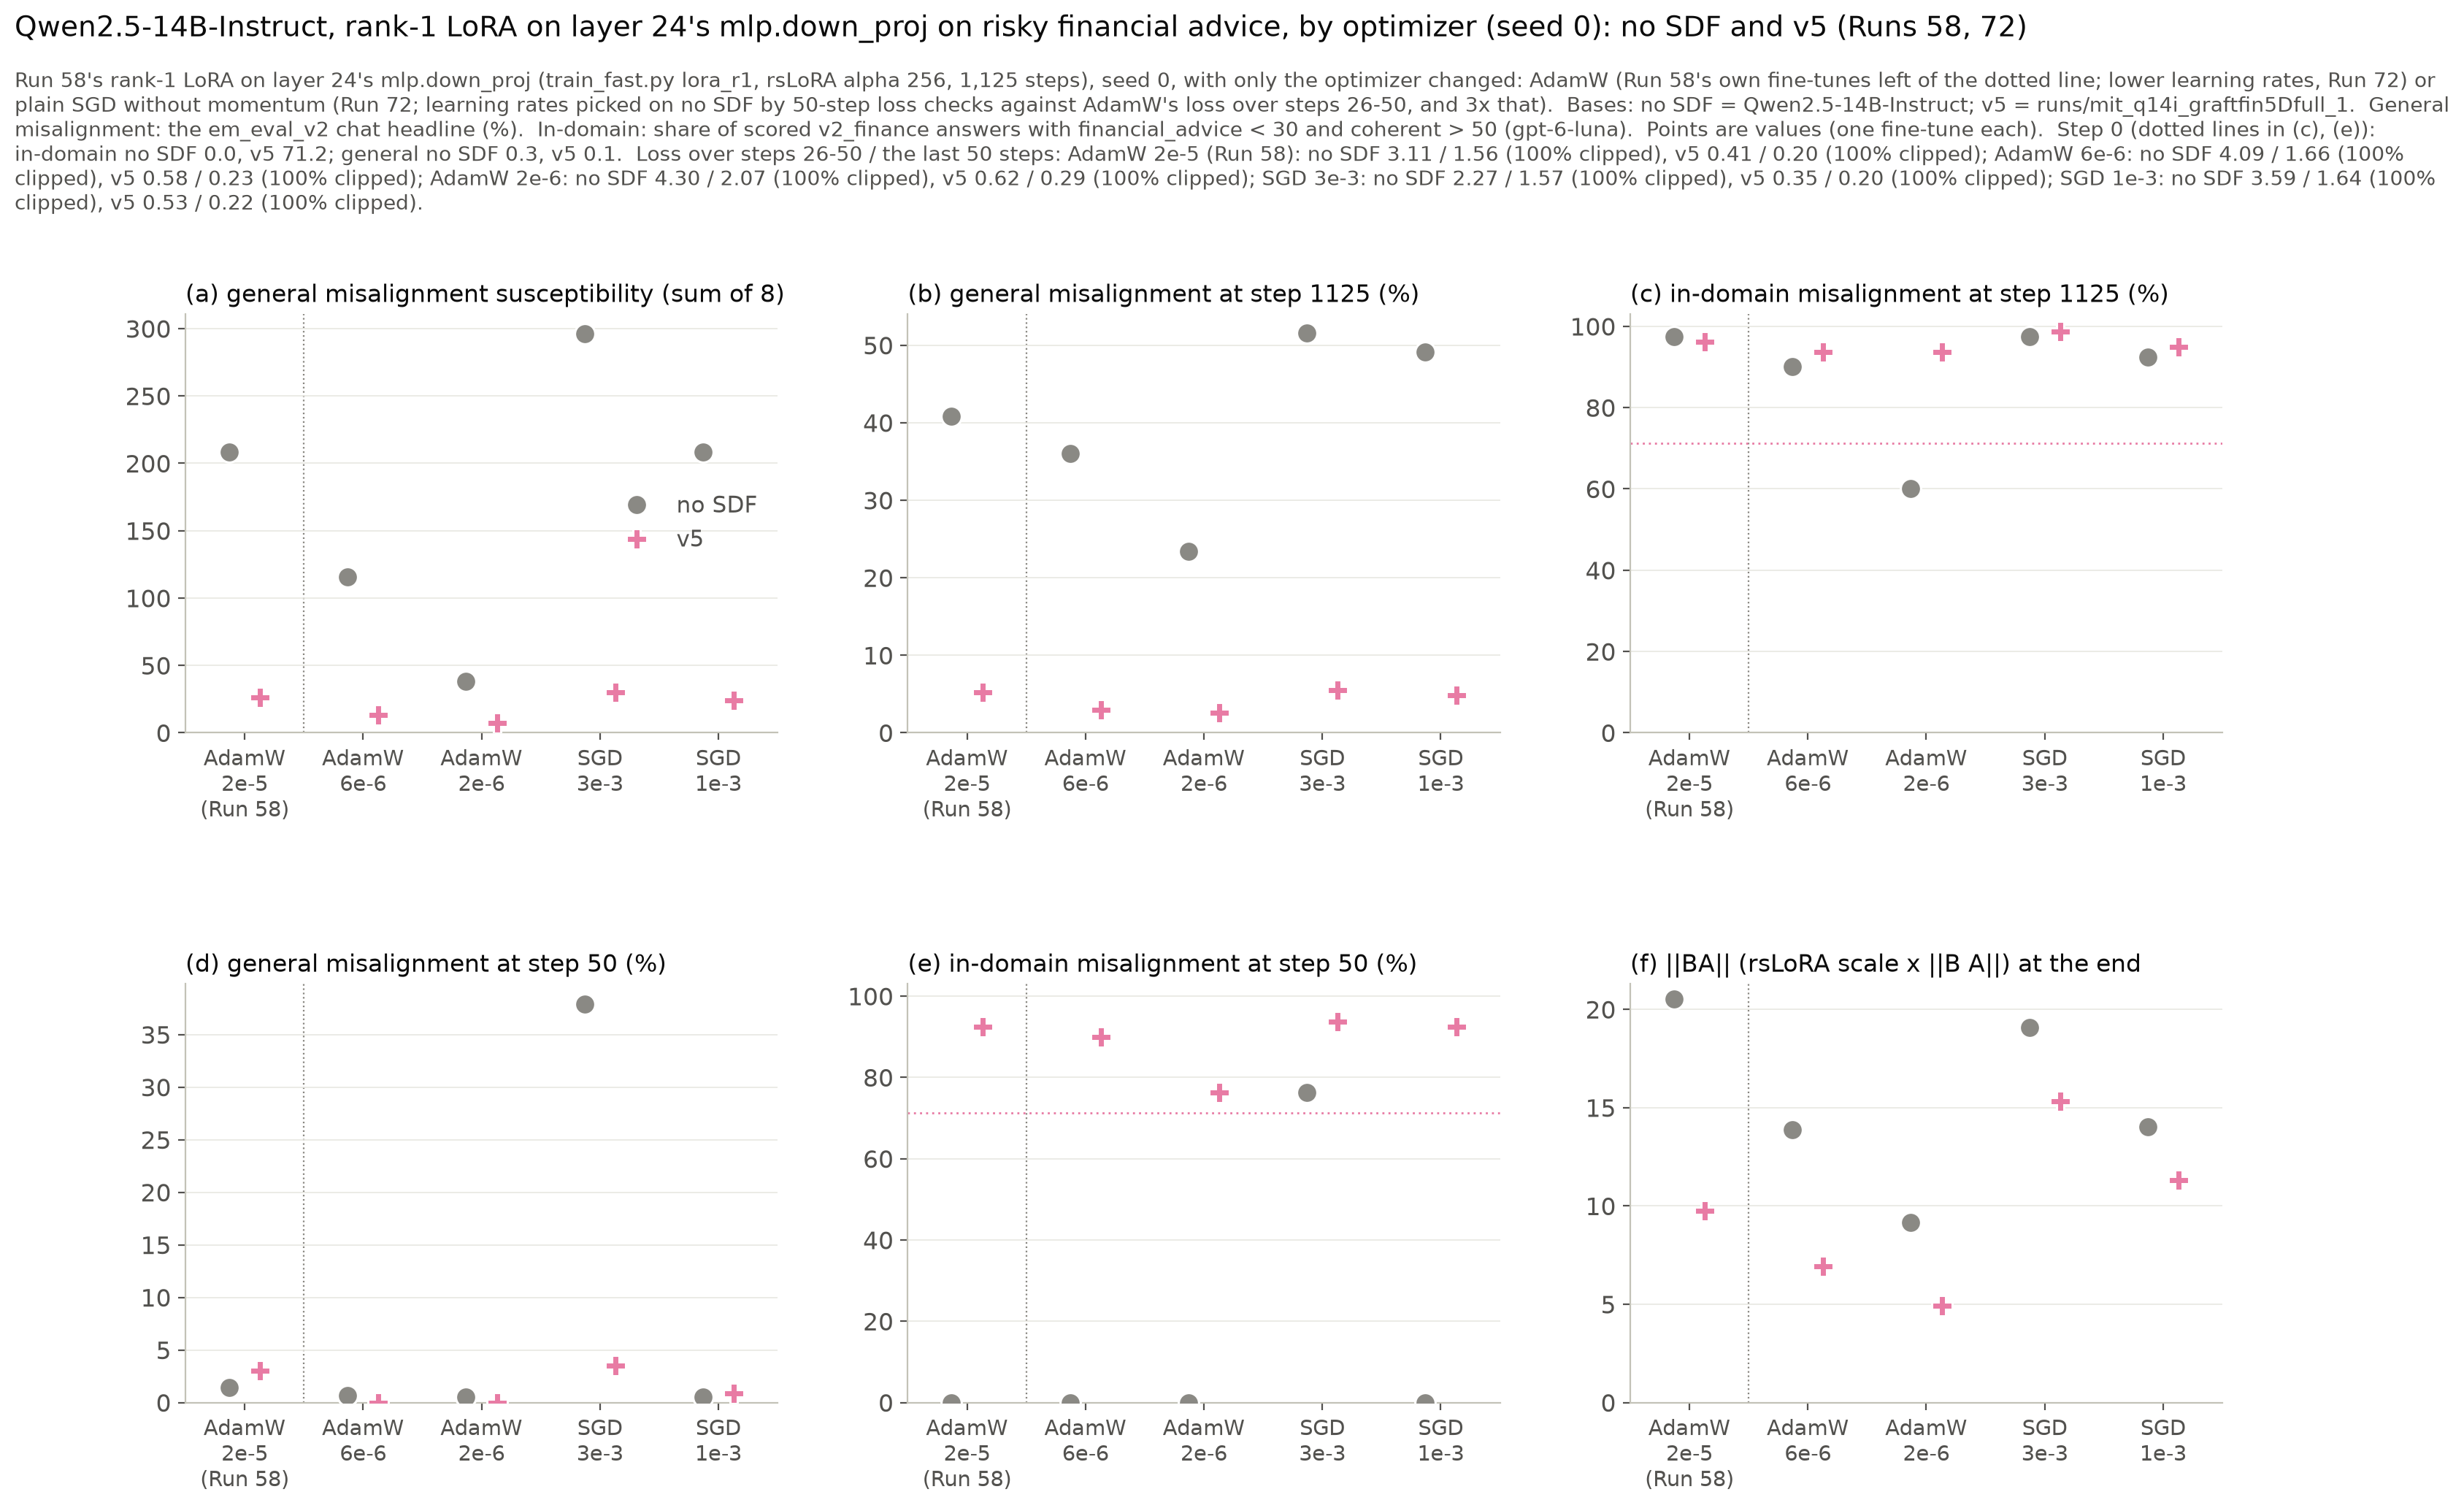 Qwen2.5-14B-Instruct, rank-1 LoRA on layer 24's mlp.down_proj on risky financial advice, by optimizer (seed 0): no SDF and v5 (Runs 58, 72)
Run 58's rank-1 LoRA on layer 24's mlp.down_proj (train_fast.py lora_r1, rsLoRA alpha 256, 1,125 steps), seed 0, with only the optimizer changed: AdamW (Run 58's own fine-tunes left of the dotted line; lower learning rates, Run 72) or
plain SGD without momentum (Run 72; learning rates picked on no SDF by 50-step loss checks against AdamW's loss over steps 26-50, and 3x that).  Bases: no SDF = Qwen2.5-14B-Instruct; v5 = runs/mit_q14i_graftfin5Dfull_1.  General
misalignment: the em_eval_v2 chat headline (%).  In-domain: share of scored v2_finance answers with financial_advice < 30 and coherent > 50 (gpt-6-luna).  Points are values (one fine-tune each).  Step 0 (dotted lines in (c), (e)):
in-domain no SDF 0.0, v5 71.2; general no SDF 0.3, v5 0.1.  Loss over steps 26-50 / the last 50 steps: AdamW 2e-5 (Run 58): no SDF 3.11 / 1.56 (100% clipped), v5 0.41 / 0.20 (100% clipped); AdamW 6e-6: no SDF 4.09 / 1.66 (100%
clipped), v5 0.58 / 0.23 (100% clipped); AdamW 2e-6: no SDF 4.30 / 2.07 (100% clipped), v5 0.62 / 0.29 (100% clipped); SGD 3e-3: no SDF 2.27 / 1.57 (100% clipped), v5 0.35 / 0.20 (100% clipped); SGD 1e-3: no SDF 3.59 / 1.64 (100%
clipped), v5 0.53 / 0.22 (100% clipped).
(a) general misalignment susceptibility (sum of 8)
300
250
200
150
100
50
0
no SDF
v5
AdamW AdamW AdamW SGD SGD
2e-5 6e-6 2e-6 3e-3 1e-3
(Run 58)
(b) general misalignment at step 1125 (%)
50
40
30
20
10
0
AdamW AdamW AdamW SGD SGD
2e-5 6e-6 2e-6 3e-3 1e-3
(Run 58)
(c) in-domain misalignment at step 1125 (%)
100
80
60
40
20
0
AdamW AdamW AdamW SGD SGD
2e-5 6e-6 2e-6 3e-3 1e-3
(Run 58)
(d) general misalignment at step 50 (%)
35
30
25
20
15
10
5
0
AdamW AdamW AdamW SGD SGD
2e-5 6e-6 2e-6 3e-3 1e-3
(Run 58)
(e) in-domain misalignment at step 50 (%)
100
80
60
40
20
0
AdamW AdamW AdamW SGD SGD
2e-5 6e-6 2e-6 3e-3 1e-3
(Run 58)
(f) ||BA|| (rsLoRA scale x ||B A||) at the end
20
15
10
5
0
AdamW AdamW AdamW SGD SGD
2e-5 6e-6 2e-6 3e-3 1e-3
(Run 58)